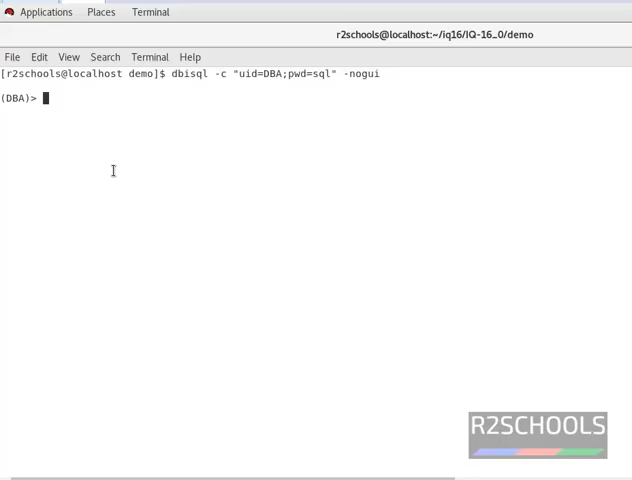 Applications Places Terminal
r2schools@localhost:~/iq16/IQ-16_0/demo
File Edit View Search Terminal Help
[r2schools@localhost demo]$ dbisql -c "uid=DBA;pwd=sql" -nogui
(DBA)>
R2SCHOOLS